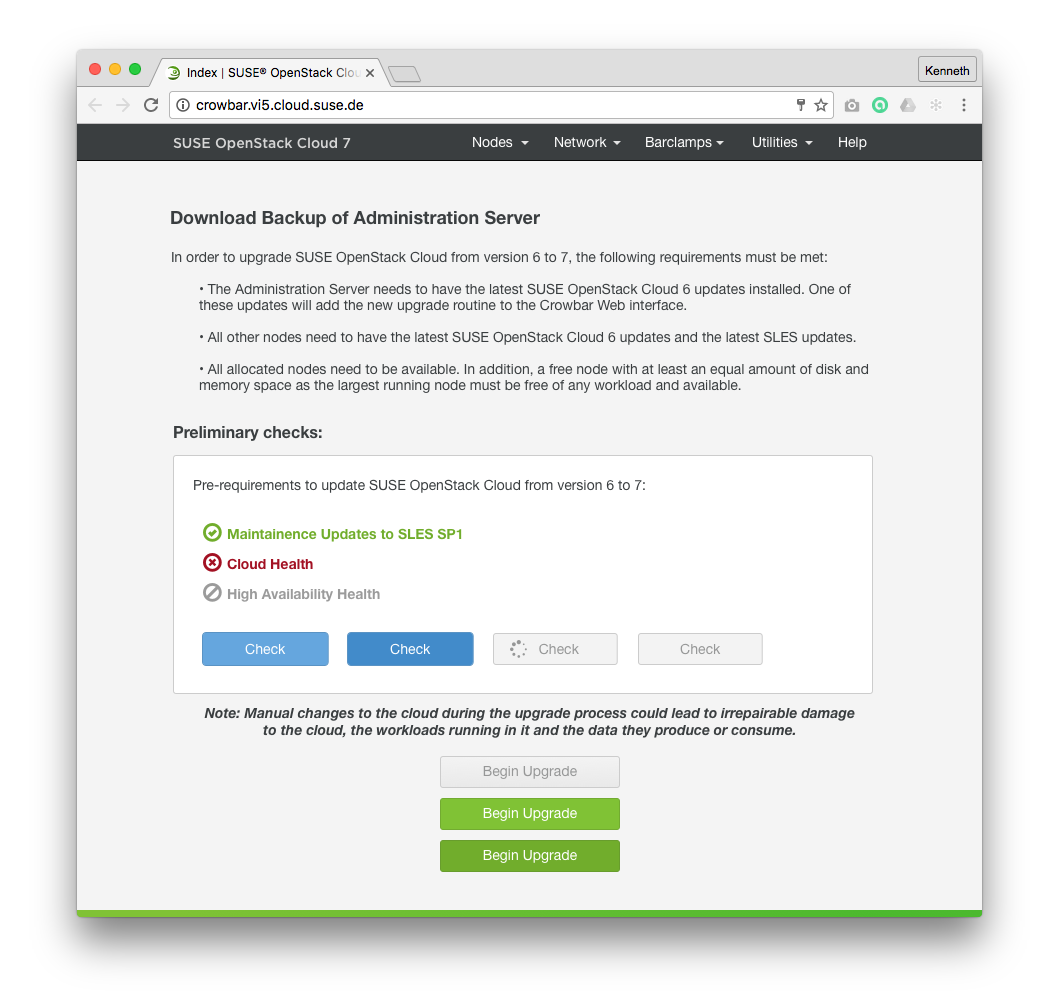 Index | SUSE® OpenStack Clou
Kenneth
crowbar.vi5.cloud.suse.de
SUSE OpenStack Cloud 7 Nodes Network Barclamps Utilities Help
Download Backup of Administration Server
In order to upgrade SUSE OpenStack Cloud from version 6 to 7, the following requirements must be met:
• The Administration Server needs to have the latest SUSE OpenStack Cloud 6 updates installed. One of
these updates will add the new upgrade routine to the Crowbar Web interface.
• All other nodes need to have the latest SUSE OpenStack Cloud 6 updates and the latest SLES updates.
• All allocated nodes need to be available. In addition, a free node with at least an equal amount of disk and
memory space as the largest running node must be free of any workload and available.
Preliminary checks:
Pre-requirements to update SUSE OpenStack Cloud from version 6 to 7:
Maintainence Updates to SLES SP1
Cloud Health
High Availability Health
Check Check Check Check
Note: Manual changes to the cloud during the upgrade process could lead to irrepairable damage
to the cloud, the workloads running in it and the data they produce or consume.
Begin Upgrade
Begin Upgrade
Begin Upgrade